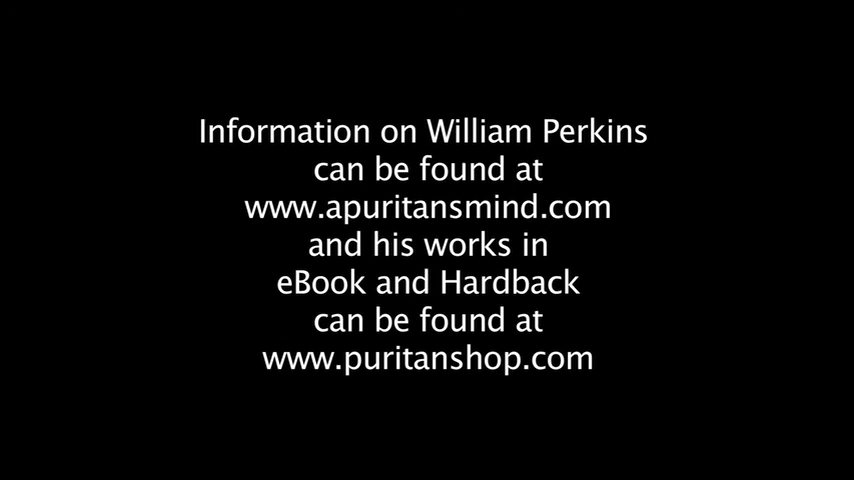 Information on William Perkins
can be found at
www.apuritansmind.com
and his works in
eBook and Hardback
can be found at
www.puritanshop.com